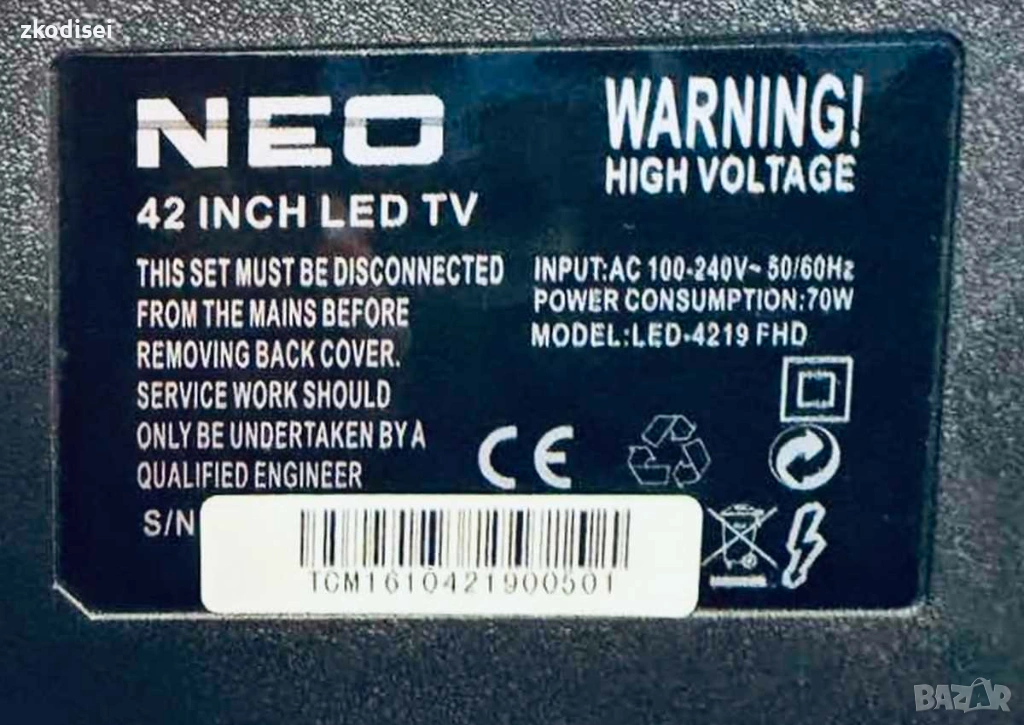 zkodisei
NEO
42 INCH LED TV
THIS SET MUST BE DISCONNECTED
FROM THE MAINS BEFORE
REMOVING BACK COVER.
SERVICE WORK SHOULD
ONLY BE UNDERTAKEN BY A
QUALIFIED ENGINEER
WARNING!
HIGH VOLTAGE
INPUT:AC 100-240V~ 50/60Hz
POWER CONSUMPTION:70W
MODEL:LED-4219 FHD
CE
S/N
TCM1610421900501
BAZAR